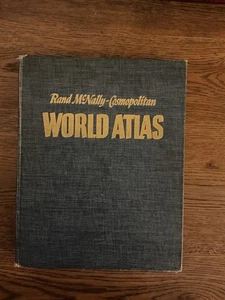 Rand McNally-Cosmopolitan
WORLD ATLAS